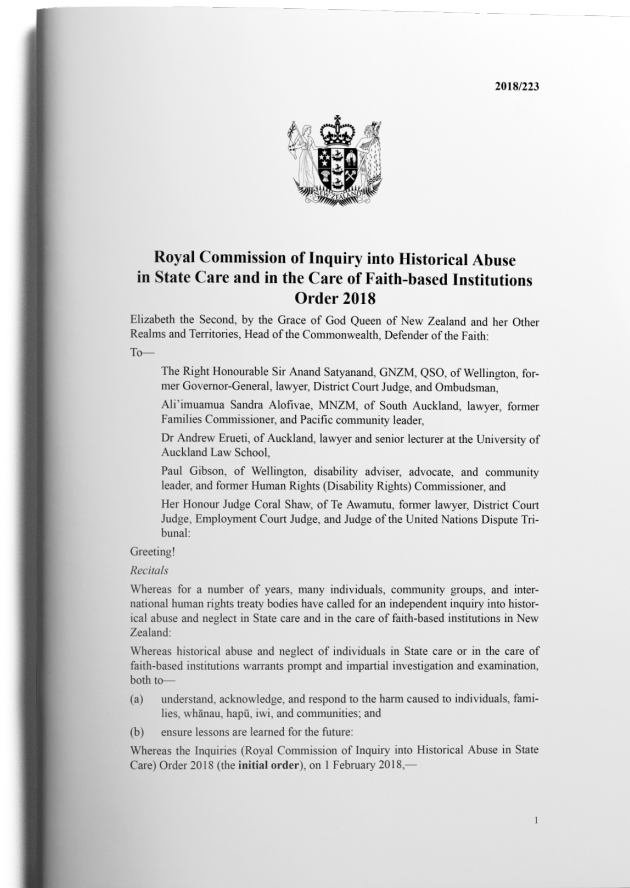 2018/223
NEW ZEALAND
Royal Commission of Inquiry into Historical Abuse
in State Care and in the Care of Faith-based Institutions
Order 2018
Elizabeth the Second, by the Grace of God Queen of New Zealand and her Other
Realms and Territories, Head of the Commonwealth, Defender of the Faith:
To—
The Right Honourable Sir Anand Satyanand, GNZM, QSO, of Wellington, for-
mer Governor-General, lawyer, District Court Judge, and Ombudsman,
Ali’imuamua Sandra Alofivae, MNZM, of South Auckland, lawyer, former
Families Commissioner, and Pacific community leader,
Dr Andrew Erueti, of Auckland, lawyer and senior lecturer at the University of
Auckland Law School,
Paul Gibson, of Wellington, disability adviser, advocate, and community
leader, and former Human Rights (Disability Rights) Commissioner, and
Her Honour Judge Coral Shaw, of Te Awamutu, former lawyer, District Court
Judge, Employment Court Judge, and Judge of the United Nations Dispute Tri-
bunal:
Greeting!
Recitals
Whereas for a number of years, many individuals, community groups, and inter-
national human rights treaty bodies have called for an independent inquiry into histor-
ical abuse and neglect in State care and in the care of faith-based institutions in New
Zealand:
Whereas historical abuse and neglect of individuals in State care or in the care of
faith-based institutions warrants prompt and impartial investigation and examination,
both to—
(a) understand, acknowledge, and respond to the harm caused to individuals, fami-
lies, whānau, hapū, iwi, and communities; and
(b) ensure lessons are learned for the future:
Whereas the Inquiries (Royal Commission of Inquiry into Historical Abuse in State
Care) Order 2018 (the initial order), on 1 February 2018,—
1